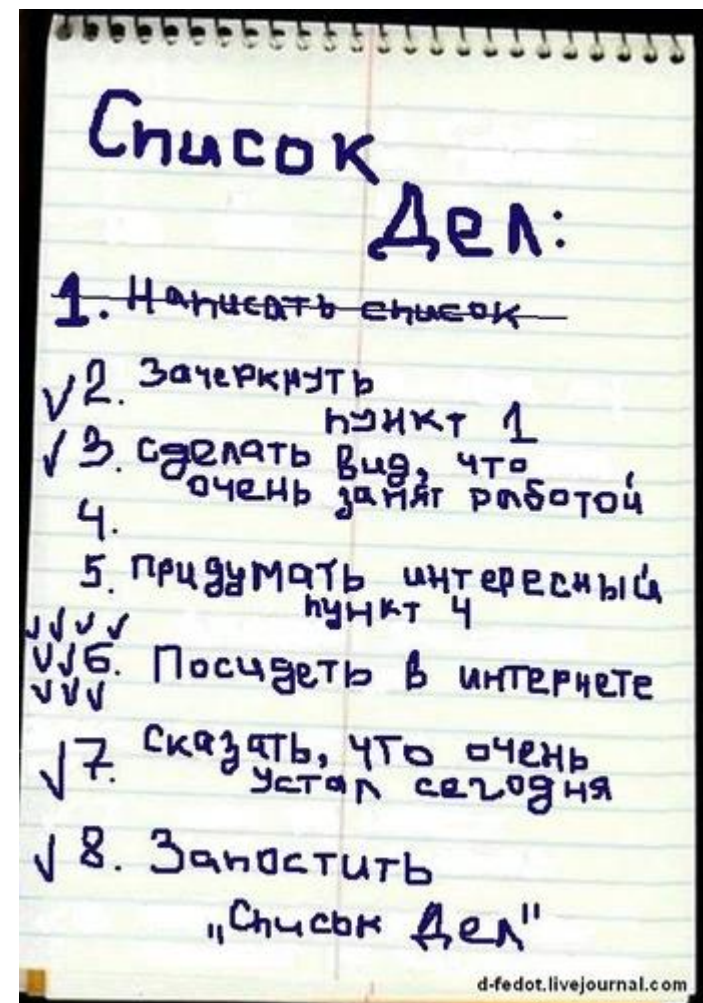 Список
Дел:
1. Написать список
✓ 2. Зачеркнуть
пункт 1
✓ 3. Сделать вид, что
очень занят работой
4.
5. Придумать интересный
пункт 4
✓✓✓✓
✓✓6. Посидеть в интернете
✓✓✓
✓7. Сказать, что очень
устал сегодня
✓ 8. Запостить
„Список Дел"
d-fedot.livejournal.com